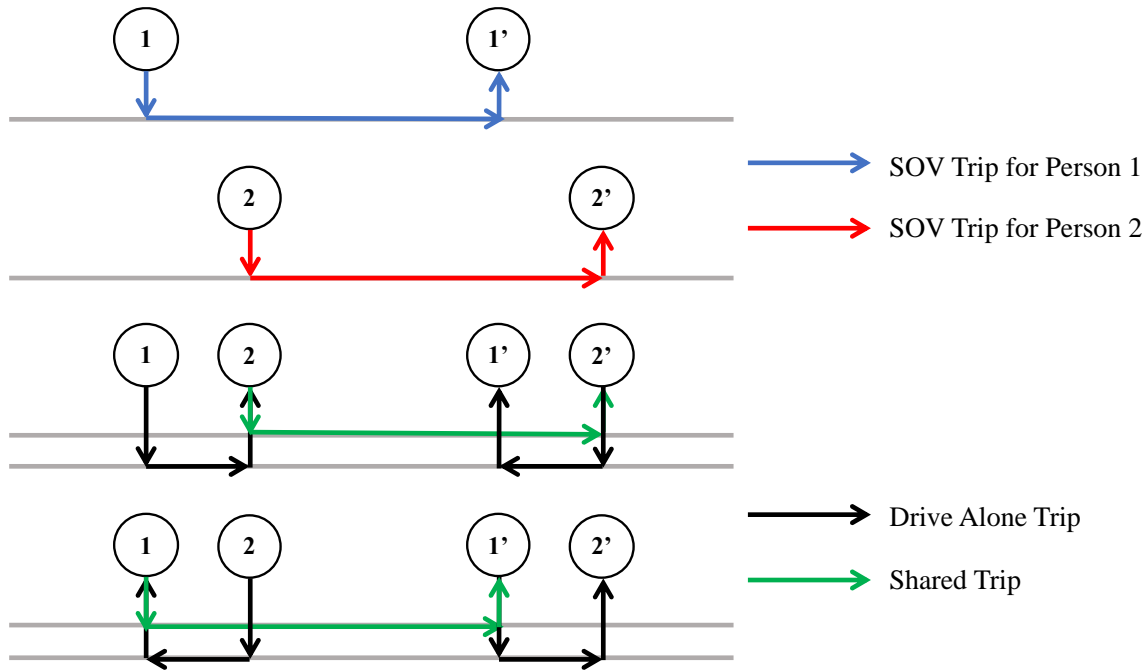 1 1’
2 2’
SOV Trip for Person 1
SOV Trip for Person 2
1 2 1’ 2’
1 2 1’ 2’
Drive Alone Trip
Shared Trip